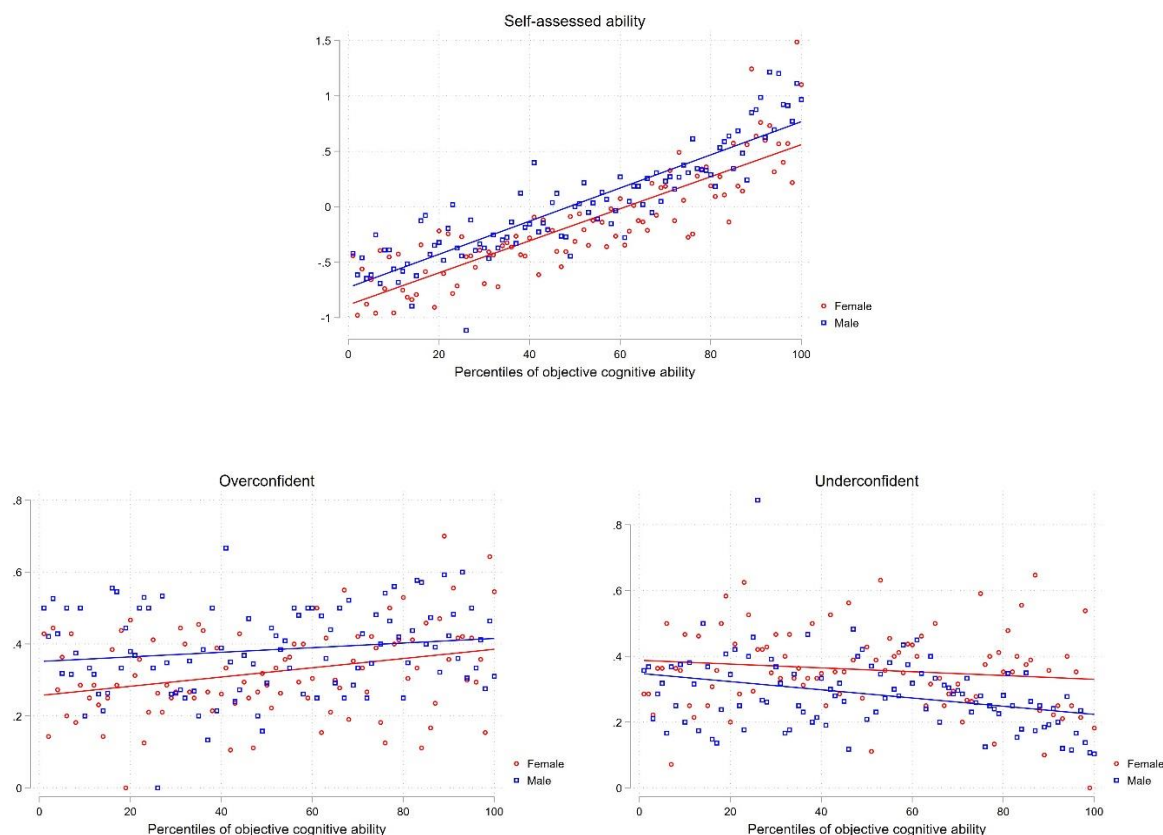 Self-assessed ability
1.5
1
.5
0
-.5
-1
0 20 40 60 80 100
Percentiles of objective cognitive ability
Female
Male
Overconfident
.8
.6
.4
.2
0
0 20 40 60 80 100
Percentiles of objective cognitive ability
Female
Male
Underconfident
.8
.6
.4
.2
0
0 20 40 60 80 100
Percentiles of objective cognitive ability
Female
Male